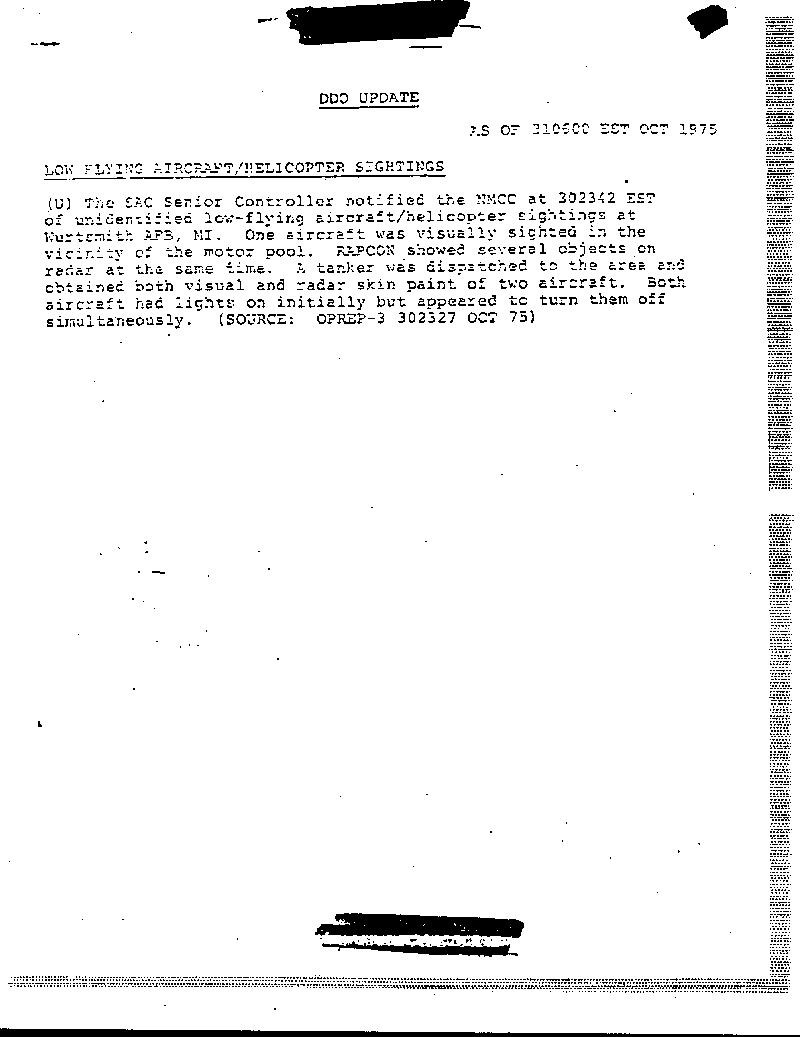 DDO UPDATE
AS OF 310600 EST OCT 1975
LOW FLYING AIRCRAFT/HELICOPTER SIGHTINGS
(U) The SAC Senior Controller notified the NMCC at 302342 EST
of unidentified low-flying aircraft/helicopter sightings at
Wurtsmith AFB, MI. One aircraft was visually sighted in the
vicinity of the motor pool. RAPCON showed several objects on
radar at the same time. A tanker was dispatched to the area and
obtained both visual and radar skin paint of two aircraft. Both
aircraft had lights on initially but appeared to turn them off
simultaneously. (SOURCE: OPREP-3 302327 OCT 75)